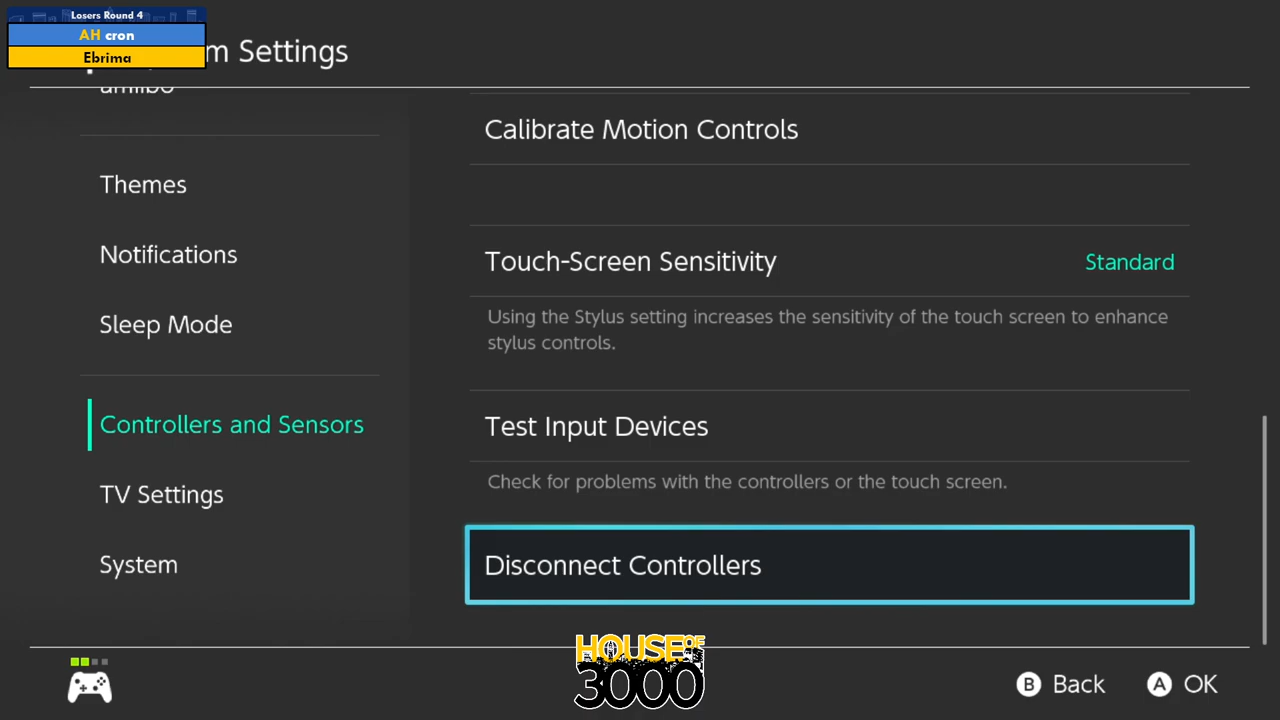 Losers Round 4
AH cron
Ebrima
m Settings
amiibo
Themes
Notifications
Sleep Mode
Controllers and Sensors
TV Settings
System
Calibrate Motion Controls
Touch-Screen Sensitivity Standard
Using the Stylus setting increases the sensitivity of the touch screen to enhance
stylus controls.
Test Input Devices
Check for problems with the controllers or the touch screen.
Disconnect Controllers
HOUSE OF
3000
B Back A OK